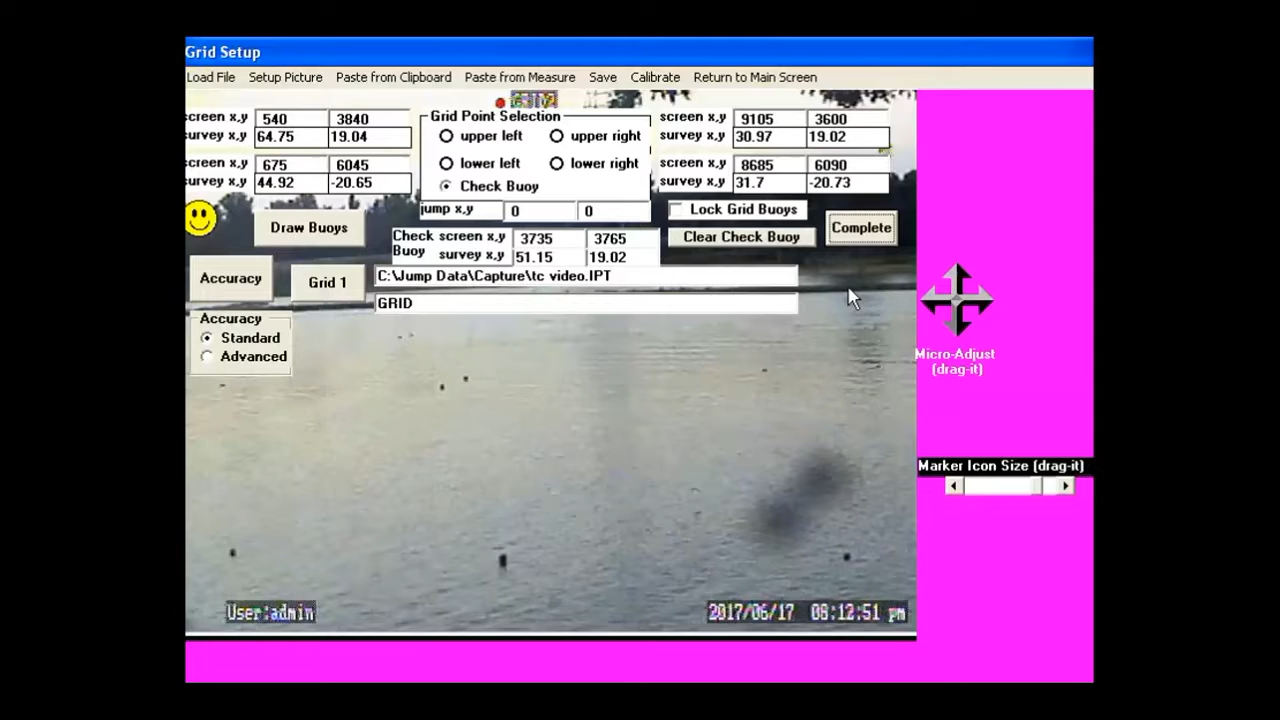 Grid Setup
Load File Setup Picture Paste from Clipboard Paste from Measure Save Calibrate Return to Main Screen
screen x,y 540 3840
survey x,y 64.75 19.04
screen x,y 675 6045
survey x,y 44.92 -20.65
Grid Point Selection
upper left upper right
lower left lower right
Check Buoy
jump x,y 0 0
screen x,y 9105 3600
survey x,y 30.97 19.02
screen x,y 8685 6090
survey x,y 31.7 -20.73
Lock Grid Buoys
Draw Buoys
Check screen x,y 3735 3765
Buoy survey x,y 51.15 19.02
Clear Check Buoy
Complete
Accuracy
Grid 1
C:\Jump Data\Capture\tc video.IPT
GRID
Accuracy
Standard
Advanced
Micro-Adjust
(drag-it)
Marker Icon Size (drag-it)
User:admin
2017/06/17 08:12:51 pm